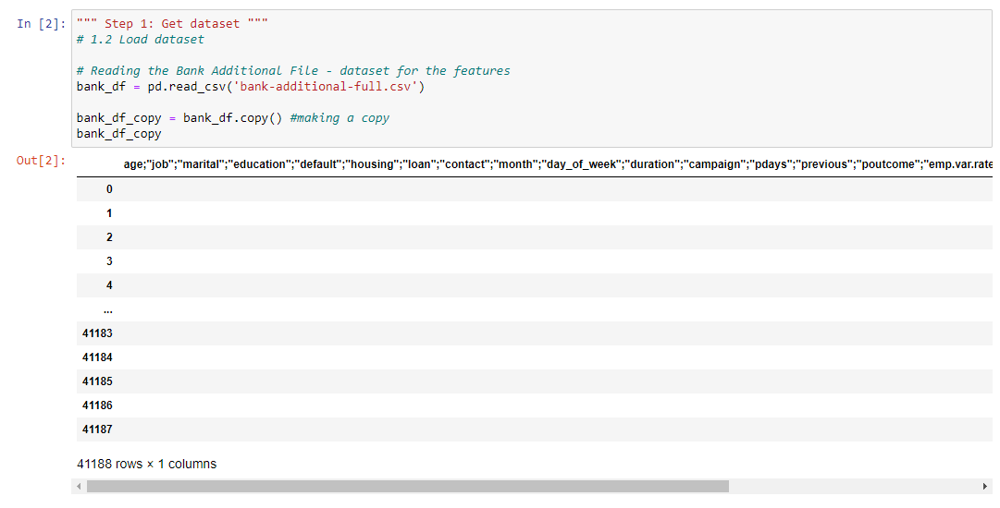 In [2]: """ Step 1: Get dataset """
# 1.2 Load dataset
# Reading the Bank Additional File - dataset for the features
bank_df = pd.read_csv('bank-additional-full.csv')
bank_df_copy = bank_df.copy() #making a copy
bank_df_copy
Out[2]:
age;"job";"marital";"education";"default";"housing";"loan";"contact";"month";"day_of_week";"duration";"campaign";"pdays";"previous";"poutcome";"emp.var.rate
0
1
2
3
4
...
41183
41184
41185
41186
41187
41188 rows × 1 columns